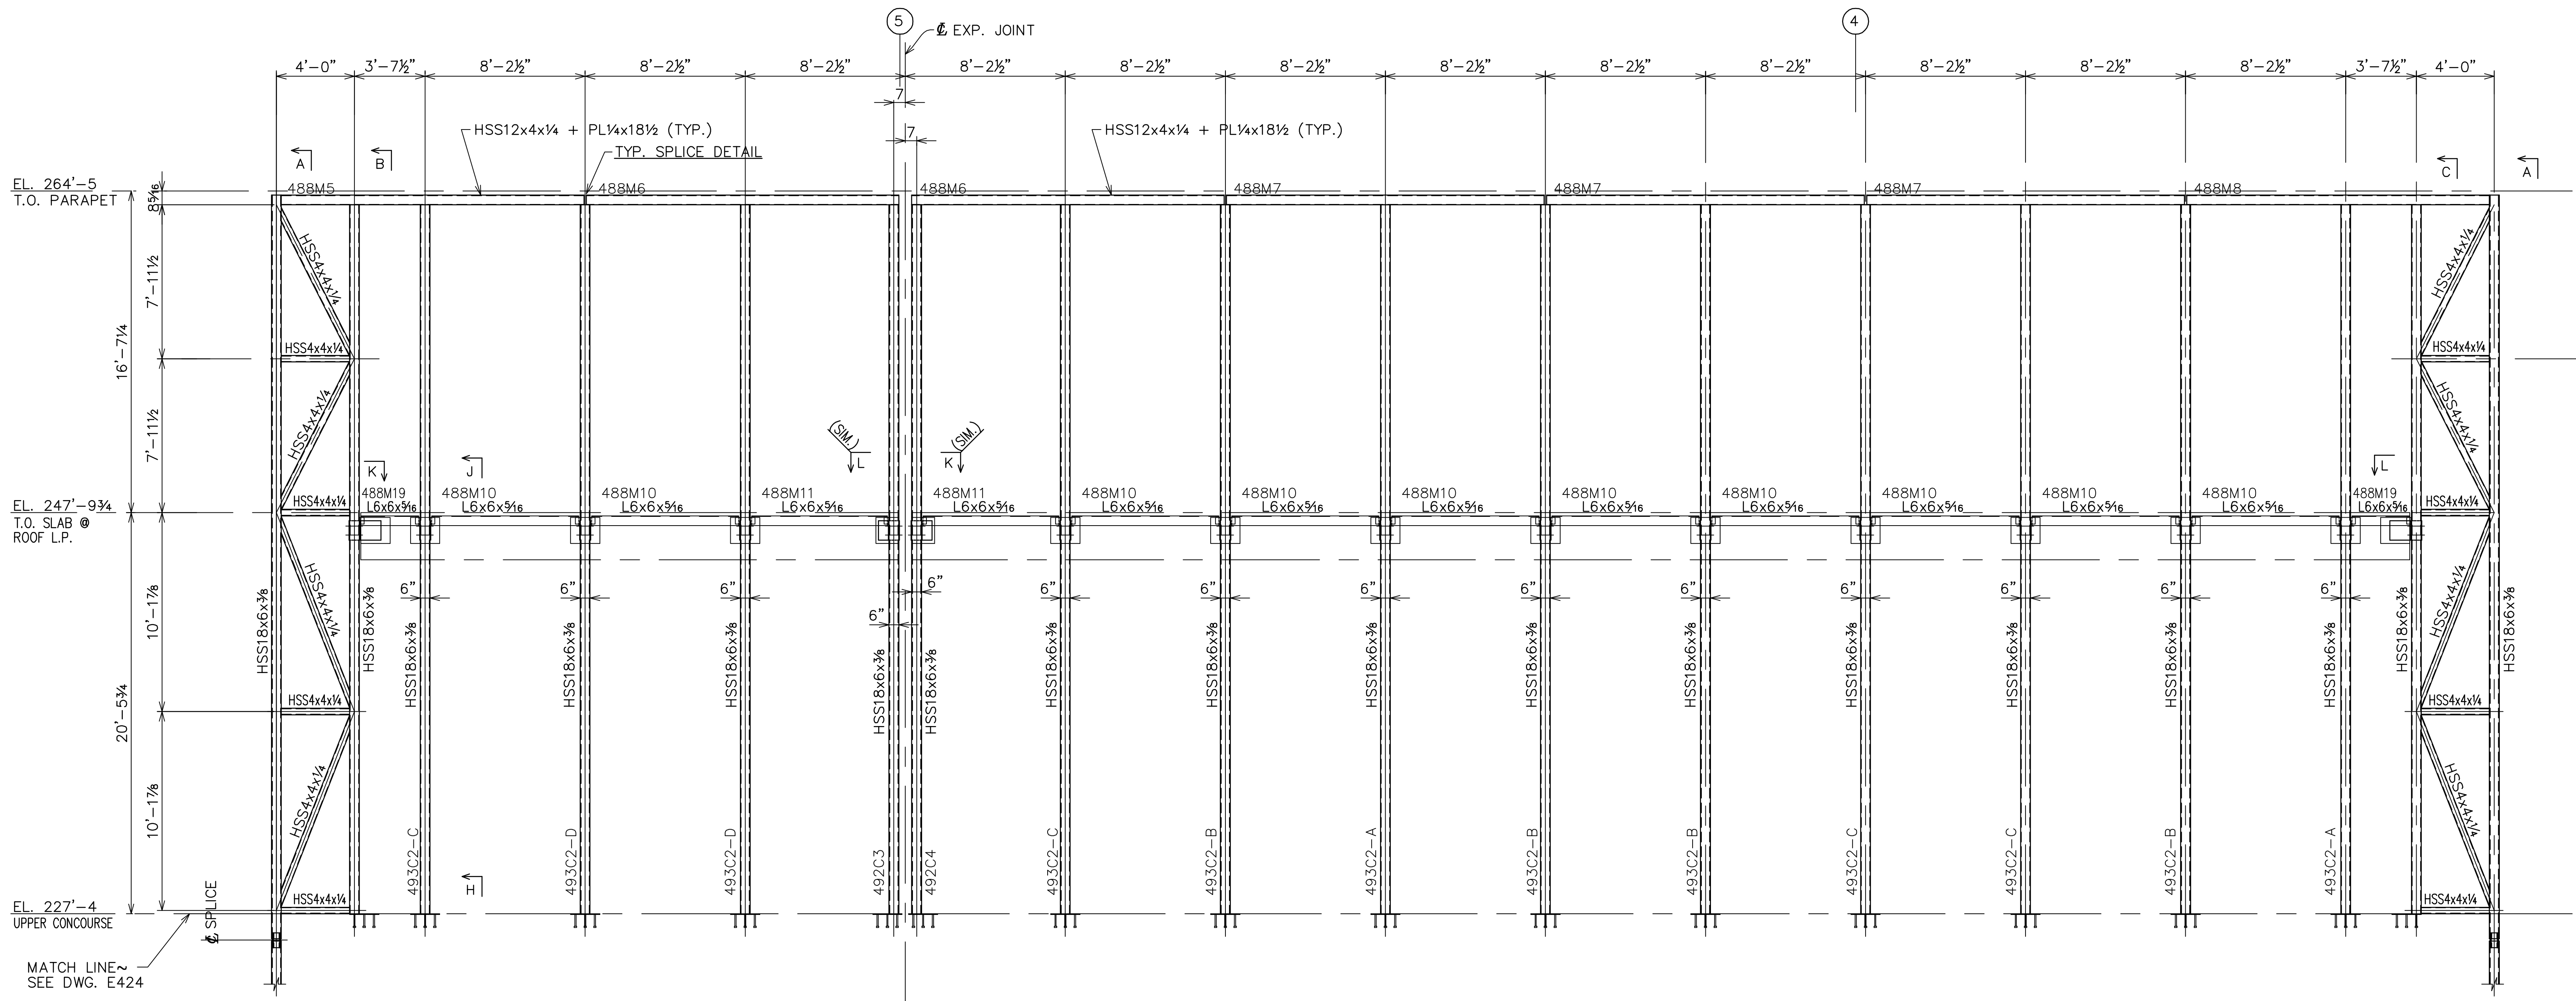 5
4
℄ EXP. JOINT
4'-0" 3'-7½" 8'-2½" 8'-2½" 8'-2½" 8'-2½" 8'-2½" 8'-2½" 8'-2½" 8'-2½" 8'-2½" 8'-2½" 8'-2½" 8'-2½" 3'-7½" 4'-0"
7
7
HSS12x4x¼ + PL¼x18½ (TYP.)
HSS12x4x¼ + PL¼x18½ (TYP.)
TYP. SPLICE DETAIL
A B C A
EL. 264'-5
T.O. PARAPET
8 5⁄16
488M5 488M6 488M6 488M7 488M7 488M7 488M8
HSS4x4x¼
HSS4x4x¼
7'-11½
16'-7¼
HSS4x4x¼
HSS4x4x¼
HSS4x4x¼
HSS4x4x¼
7'-11½
(SIM.)
L
(SIM.)
K
K
J
L
EL. 247'-9¾
T.O. SLAB @
ROOF L.P.
HSS4x4x¼
488M19 488M10 488M10 488M11 488M11 488M10 488M10 488M10 488M10 488M10 488M10 488M10 488M10 488M19
L6x6x5⁄16 L6x6x5⁄16 L6x6x5⁄16 L6x6x5⁄16 L6x6x5⁄16 L6x6x5⁄16 L6x6x5⁄16 L6x6x5⁄16 L6x6x5⁄16 L6x6x5⁄16 L6x6x5⁄16 L6x6x5⁄16 L6x6x5⁄16 L6x6x5⁄16
HSS4x4x¼
10'-1⅞
20'-5¾
HSS4x4x¼
HSS4x4x¼
6" 6" 6" 6" 6" 6" 6" 6" 6" 6" 6" 6" 6" 6"
HSS18x6x⅜ HSS18x6x⅜ HSS18x6x⅜ HSS18x6x⅜ HSS18x6x⅜ HSS18x6x⅜ HSS18x6x⅜ HSS18x6x⅜ HSS18x6x⅜ HSS18x6x⅜ HSS18x6x⅜ HSS18x6x⅜ HSS18x6x⅜ HSS18x6x⅜ HSS18x6x⅜ HSS18x6x⅜ HSS18x6x⅜ HSS18x6x⅜
HSS4x4x¼
HSS4x4x¼
10'-1⅞
HSS4x4x¼
HSS4x4x¼
493C2-C 493C2-D 493C2-D 492C3 492C4 493C2-C 493C2-B 493C2-A 493C2-B 493C2-B 493C2-C 493C2-C 493C2-B 493C2-A
H
HSS4x4x¼
HSS4x4x¼
EL. 227'-4
UPPER CONCOURSE
℄ SPLICE
MATCH LINE~
SEE DWG. E424